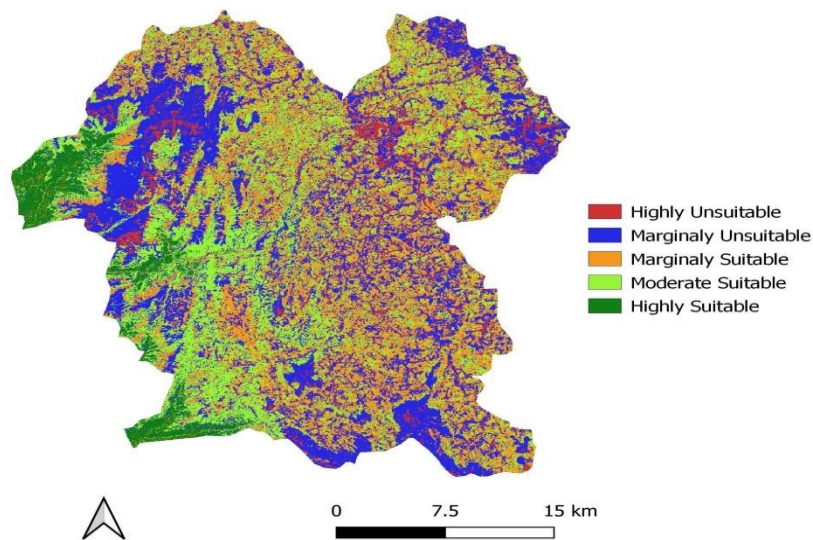 Highly Unsuitable
Marginaly Unsuitable
Marginaly Suitable
Moderate Suitable
Highly Suitable
0 7.5 15 km